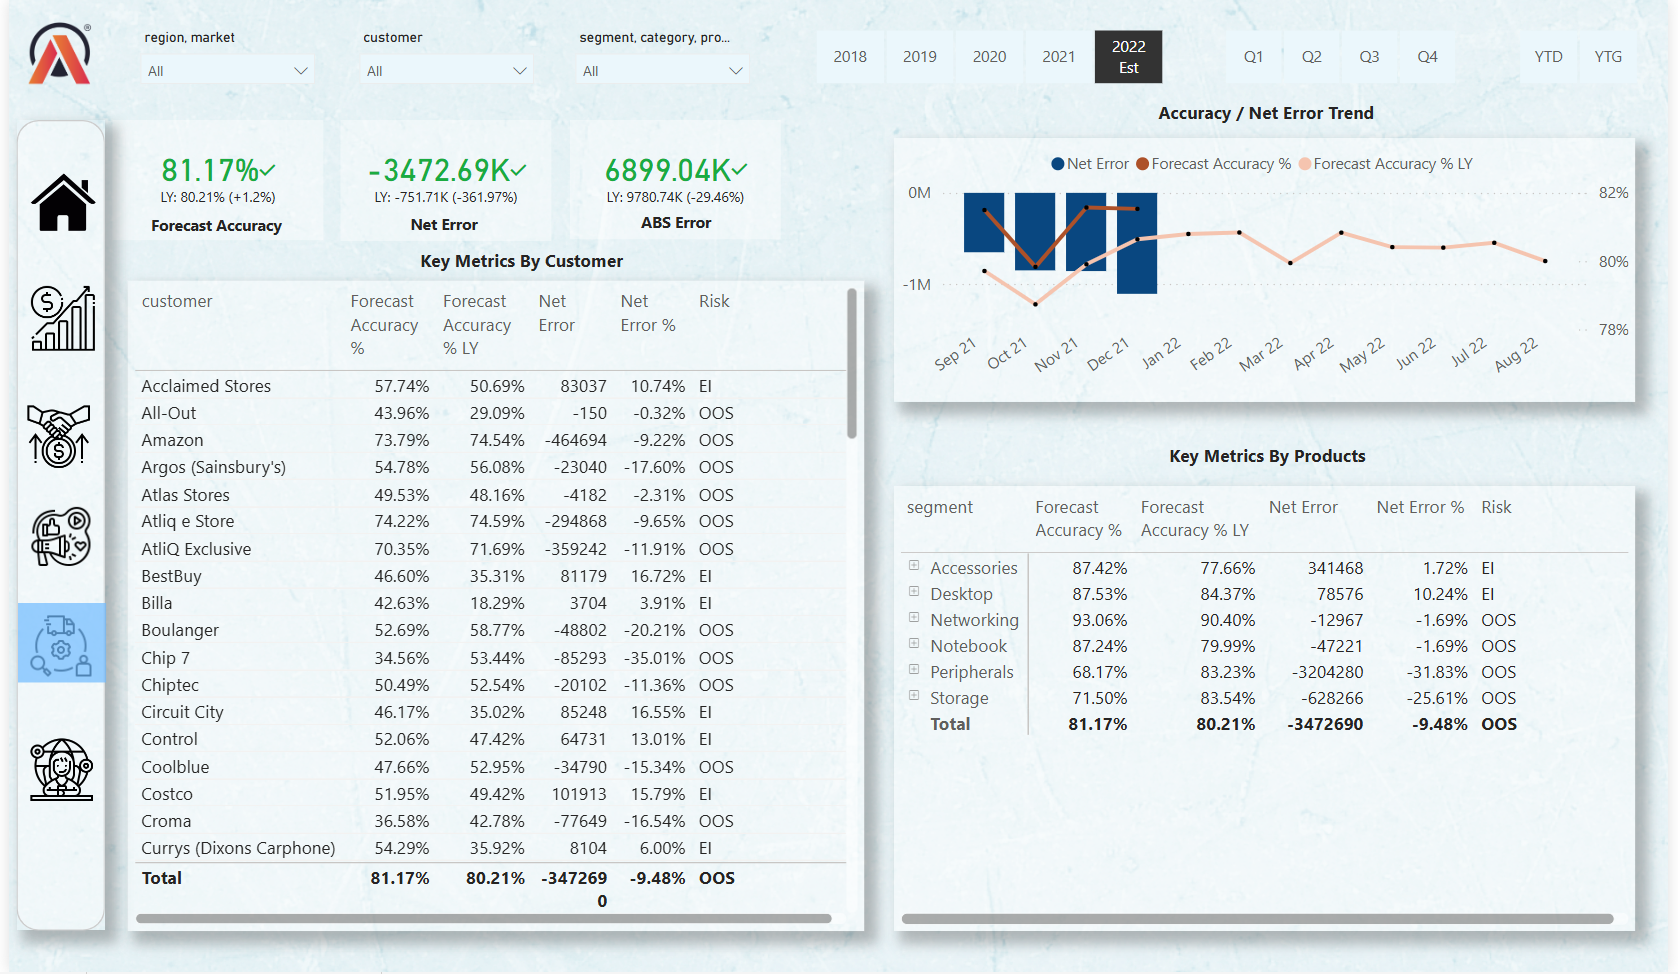 region, market
customer
segment, category, pro...
All
All
All
2018
2019
2020
2021
2022
Est
Q1
Q2
Q3
Q4
YTD
YTG
81.17%
LY: 80.21% (+1.2%)
Forecast Accuracy
-3472.69K
LY: -751.71K (-361.97%)
Net Error
6899.04K
LY: 9780.74K (-29.46%)
ABS Error
Accuracy / Net Error Trend
Net Error Forecast Accuracy % Forecast Accuracy % LY
0M
-1M
82%
80%
78%
Sep 21
Oct 21
Nov 21
Dec 21
Jan 22
Feb 22
Mar 22
Apr 22
May 22
Jun 22
Jul 22
Aug 22
Key Metrics By Customer
customer Forecast Forecast Net Net Risk
Accuracy Accuracy Error Error %
% % LY
Acclaimed Stores 57.74% 50.69% 83037 10.74% EI
All-Out 43.96% 29.09% -150 -0.32% OOS
Amazon 73.79% 74.54% -464694 -9.22% OOS
Argos (Sainsbury's) 54.78% 56.08% -23040 -17.60% OOS
Atlas Stores 49.53% 48.16% -4182 -2.31% OOS
Atliq e Store 74.22% 74.59% -294868 -9.65% OOS
AtliQ Exclusive 70.35% 71.69% -359242 -11.91% OOS
BestBuy 46.60% 35.31% 81179 16.72% EI
Billa 42.63% 18.29% 3704 3.91% EI
Boulanger 52.69% 58.77% -48802 -20.21% OOS
Chip 7 34.56% 53.44% -85293 -35.01% OOS
Chiptec 50.49% 52.54% -20102 -11.36% OOS
Circuit City 46.17% 35.02% 85248 16.55% EI
Control 52.06% 47.42% 64731 13.01% EI
Coolblue 47.66% 52.95% -34790 -15.34% OOS
Costco 51.95% 49.42% 101913 15.79% EI
Croma 36.58% 42.78% -77649 -16.54% OOS
Currys (Dixons Carphone) 54.29% 35.92% 8104 6.00% EI
Total 81.17% 80.21% -347269 -9.48% OOS
0
Key Metrics By Products
segment Forecast Forecast Net Error Net Error % Risk
Accuracy % Accuracy % LY
Accessories 87.42% 77.66% 341468 1.72% EI
Desktop 87.53% 84.37% 78576 10.24% EI
Networking 93.06% 90.40% -12967 -1.69% OOS
Notebook 87.24% 79.99% -47221 -1.69% OOS
Peripherals 68.17% 83.23% -3204280 -31.83% OOS
Storage 71.50% 83.54% -628266 -25.61% OOS
Total 81.17% 80.21% -3472690 -9.48% OOS